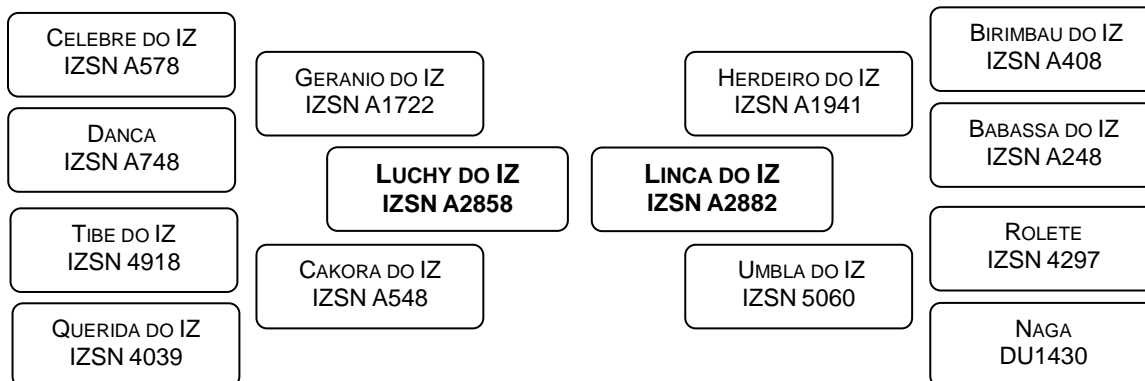 CELEBRE DO IZ
IZSN A578
GERANIO DO IZ
IZSN A1722
DANCA
IZSN A748
LUCHY DO IZ
IZSN A2858
TIBE DO IZ
IZSN 4918
CAKORA DO IZ
IZSN A548
QUERIDA DO IZ
IZSN 4039
BIRIMBAU DO IZ
IZSN A408
HERDEIRO DO IZ
IZSN A1941
BABASSA DO IZ
IZSN A248
LINCA DO IZ
IZSN A2882
ROLETE
IZSN 4297
UMBLA DO IZ
IZSN 5060
NAGA
DU1430